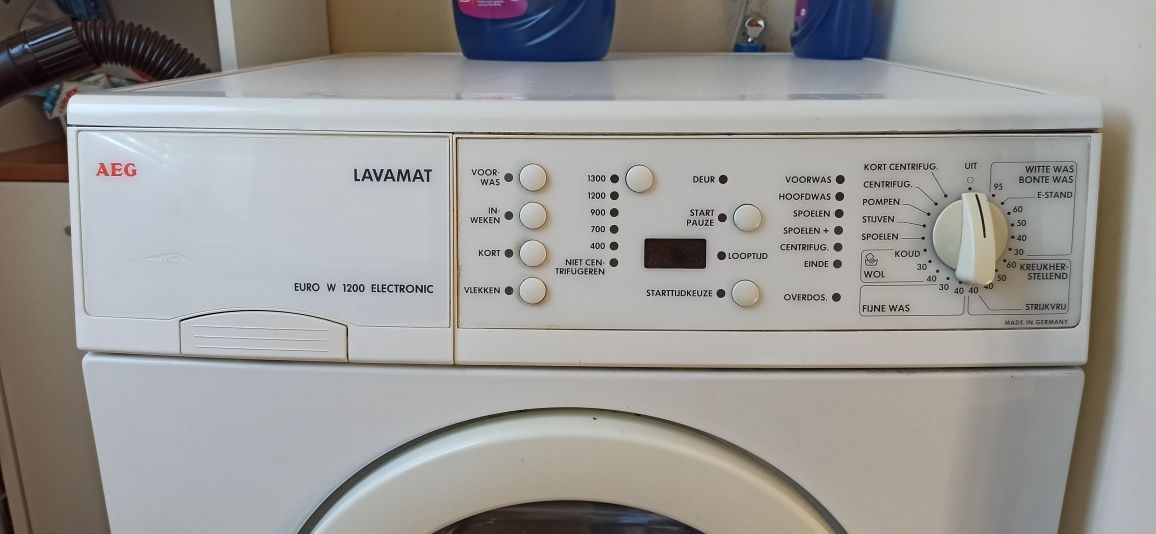 AEG
LAVAMAT
EURO W 1200 ELECTRONIC
VOOR-
WAS
IN-
WEKEN
KORT
VLEKKEN
1300
1200
900
700
400
NIET CEN-
TRIFUGEREN
DEUR
START
PAUZE
LOOPTIJD
STARTTIJDKEUZE
VOORWAS
HOOFDWAS
SPOELEN
SPOELEN +
CENTRIFUG.
EINDE
OVERDOS.
KORT CENTRIFUG.
CENTRIFUG.
POMPEN
STIJVEN
SPOELEN
UIT
WITTE WAS
BONTE WAS
95
E-STAND
60
50
40
30
KREUKHER-
STELLEND
60
50
40
STRIJKVRIJ
40
FIJNE WAS
40
30
WOL
40
30
KOUD
MADE IN GERMANY